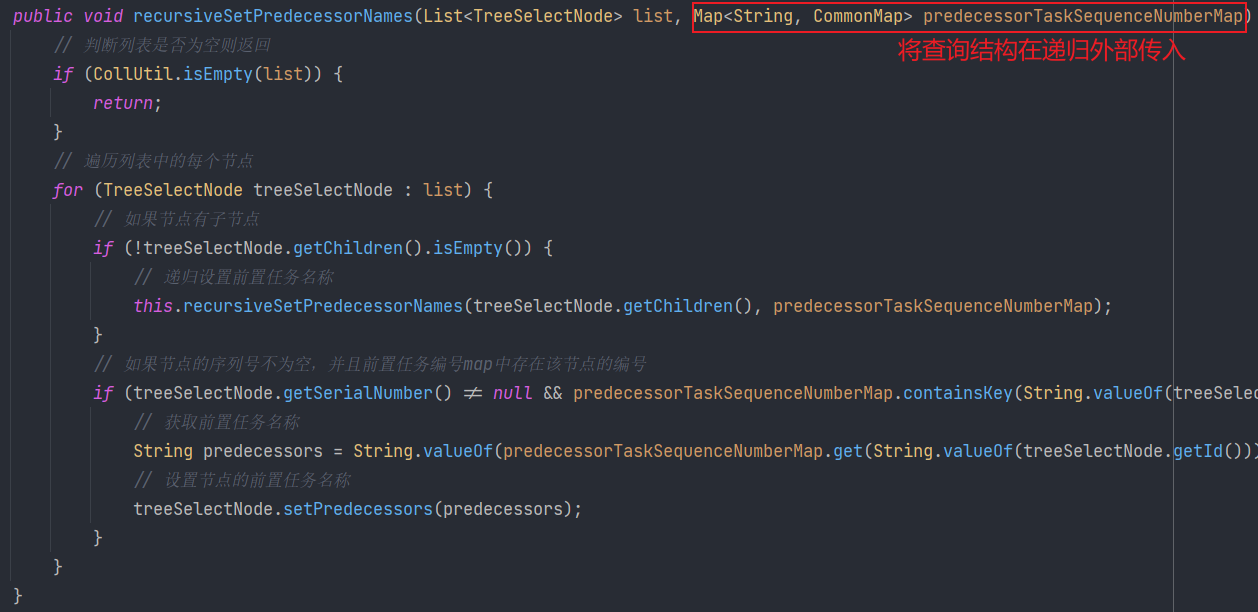 public void recursiveSetPredecessorNames(List<TreeSelectNode> list, Map<String, CommonMap> predecessorTaskSequenceNumberMap)
将查询结构在递归外部传入
// 判断列表是否为空则返回
if (CollUtil.isEmpty(list)) {
return;
}
// 遍历列表中的每个节点
for (TreeSelectNode treeSelectNode : list) {
// 如果节点有子节点
if (!treeSelectNode.getChildren().isEmpty()) {
// 递归设置前置任务名称
this.recursiveSetPredecessorNames(treeSelectNode.getChildren(), predecessorTaskSequenceNumberMap);
}
// 如果节点的序列号不为空，并且前置任务编号map中存在该节点的编号
if (treeSelectNode.getSerialNumber() ≠ null && predecessorTaskSequenceNumberMap.containsKey(String.valueOf(treeSelec
// 获取前置任务名称
String predecessors = String.valueOf(predecessorTaskSequenceNumberMap.get(String.valueOf(treeSelectNode.getId()))
// 设置节点的前置任务名称
treeSelectNode.setPredecessors(predecessors);
}
}
}